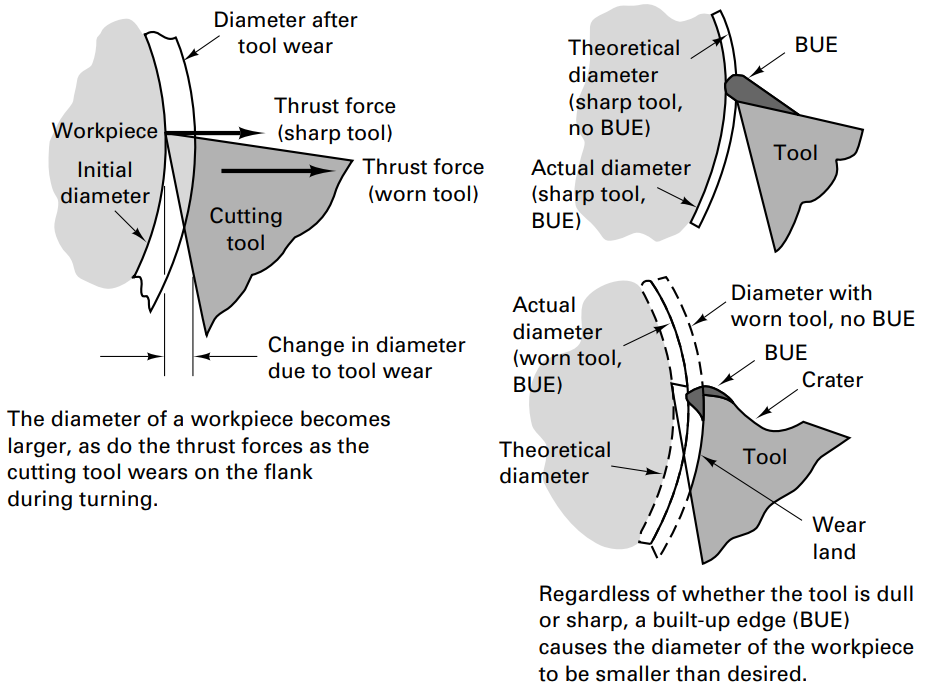 Diameter after
tool wear
Thrust force
(sharp tool)
Workpiece
Thrust force
(worn tool)
Initial
diameter
Cutting
tool
Change in diameter
due to tool wear
The diameter of a workpiece becomes
larger, as do the thrust forces as the
cutting tool wears on the flank
during turning.
Theoretical
diameter
(sharp tool,
no BUE)
BUE
Tool
Actual diameter
(sharp tool,
BUE)
Actual
diameter
(worn tool,
BUE)
Diameter with
worn tool, no BUE
BUE
Crater
Theoretical
diameter
Tool
Wear
land
Regardless of whether the tool is dull
or sharp, a built-up edge (BUE)
causes the diameter of the workpiece
to be smaller than desired.